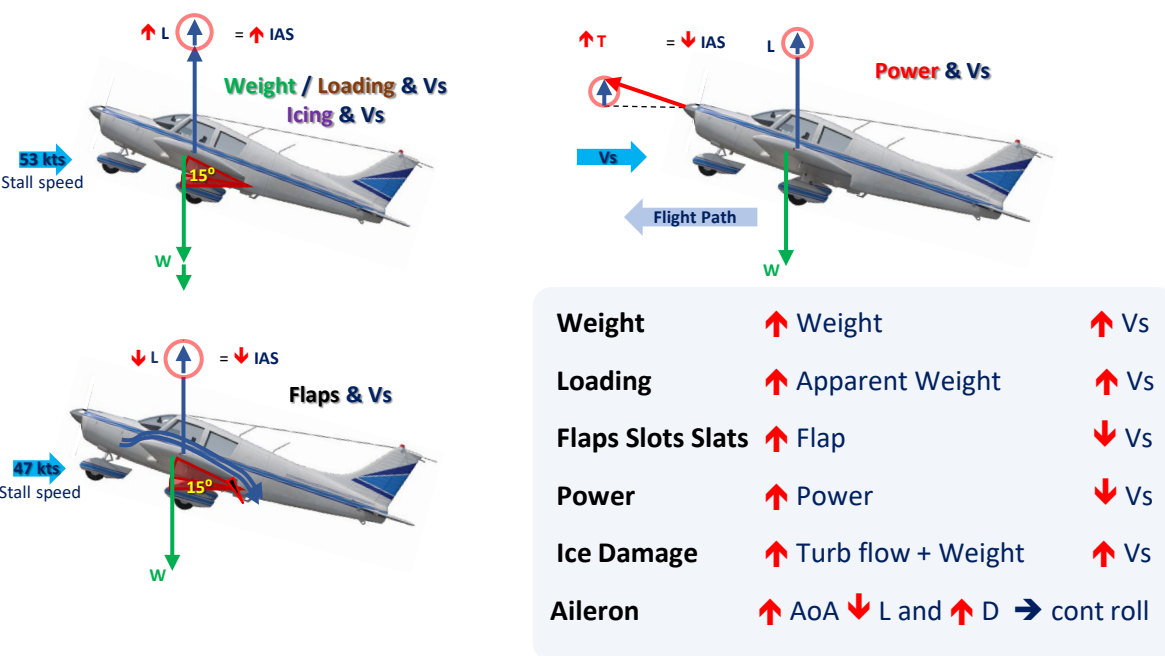 ↑ L = ↑ IAS
Weight / Loading & Vs
Icing & Vs
53 kts
Stall speed
15°
W
↑ T = ↓ IAS
L
Power & Vs
Vs
Flight Path
W
↓ L = ↓ IAS
Flaps & Vs
47 kts
Stall speed
15°
W
Weight ↑ Weight ↑ Vs
Loading ↑ Apparent Weight ↑ Vs
Flaps Slots Slats ↑ Flap ↓ Vs
Power ↑ Power ↓ Vs
Ice Damage ↑ Turb flow + Weight ↑ Vs
Aileron ↑ AoA ↓ L and ↑ D → cont roll